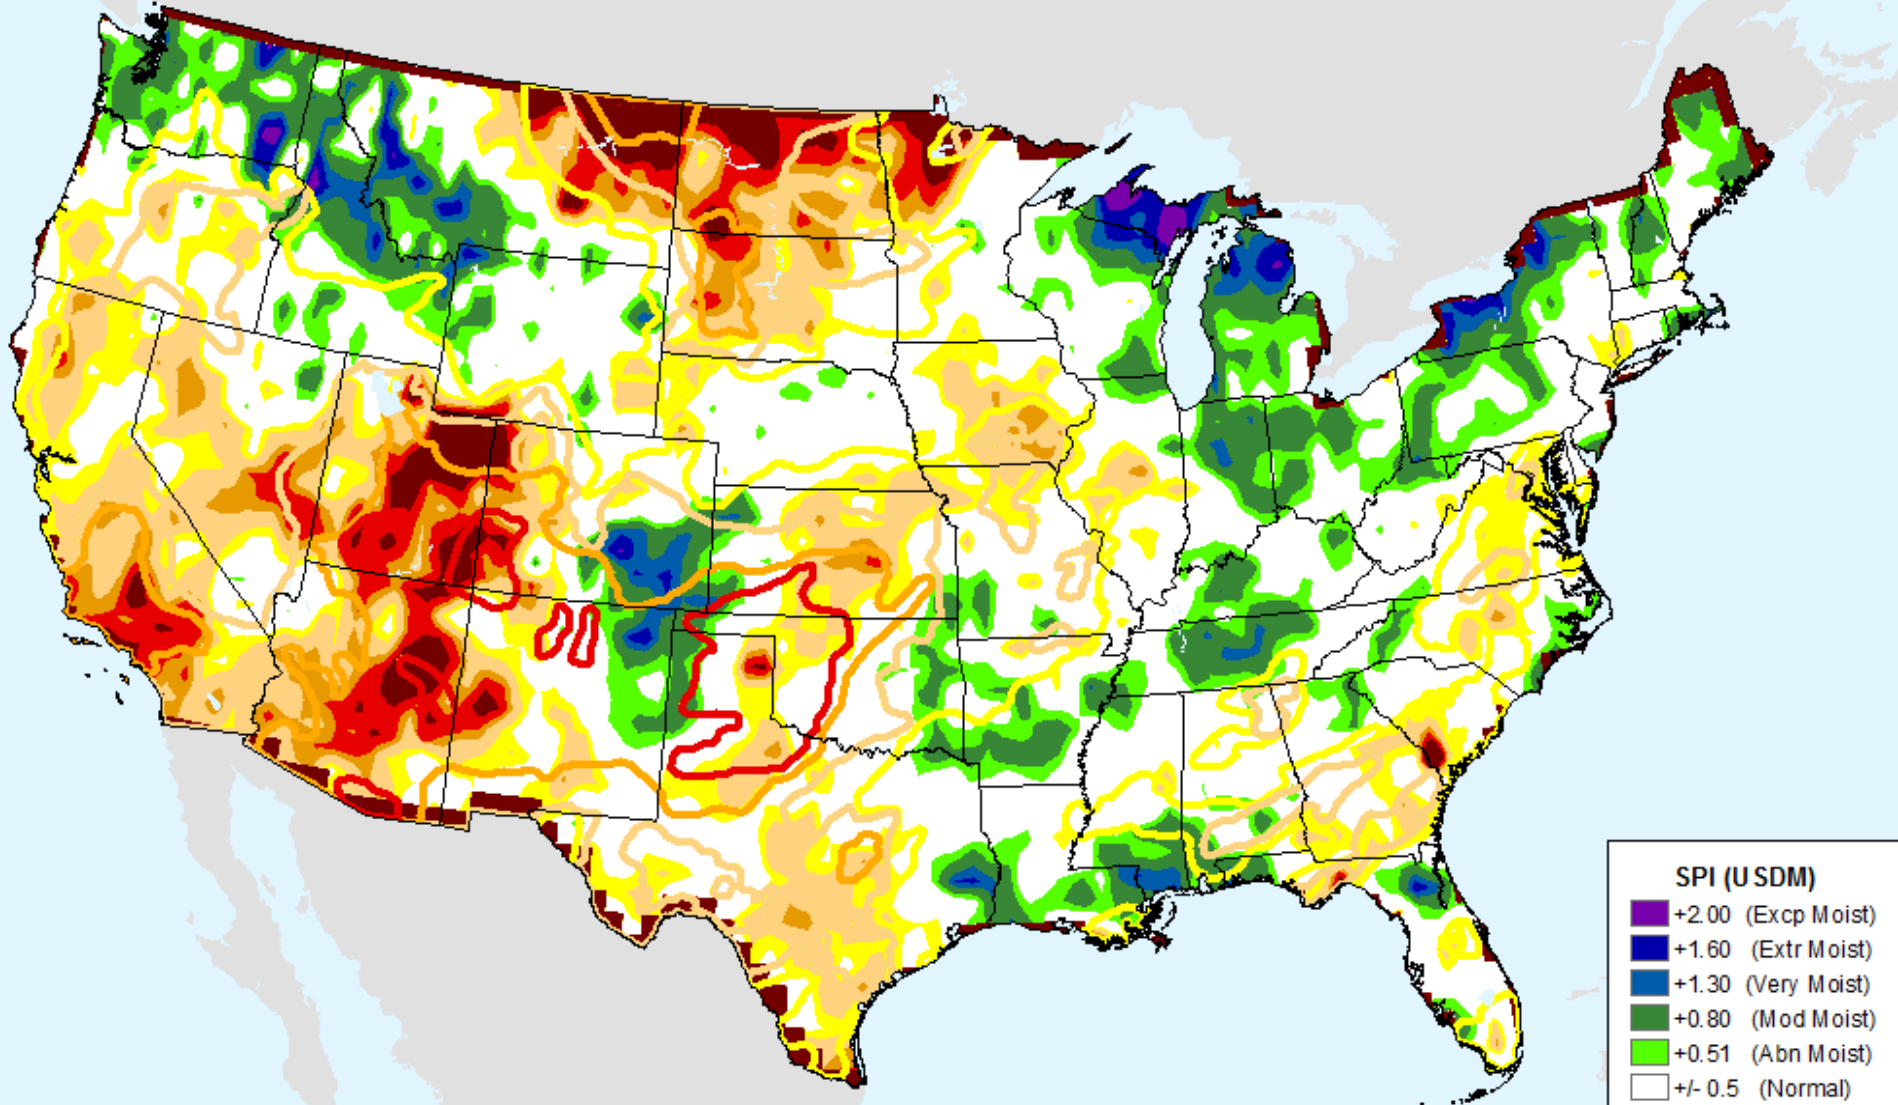 SPI (USDM)
+2.00 (Excp Moist)
+1.60 (Extr Moist)
+1.30 (Very Moist)
+0.80 (Mod Moist)
+0.51 (Abn Moist)
+/- 0.5 (Normal)